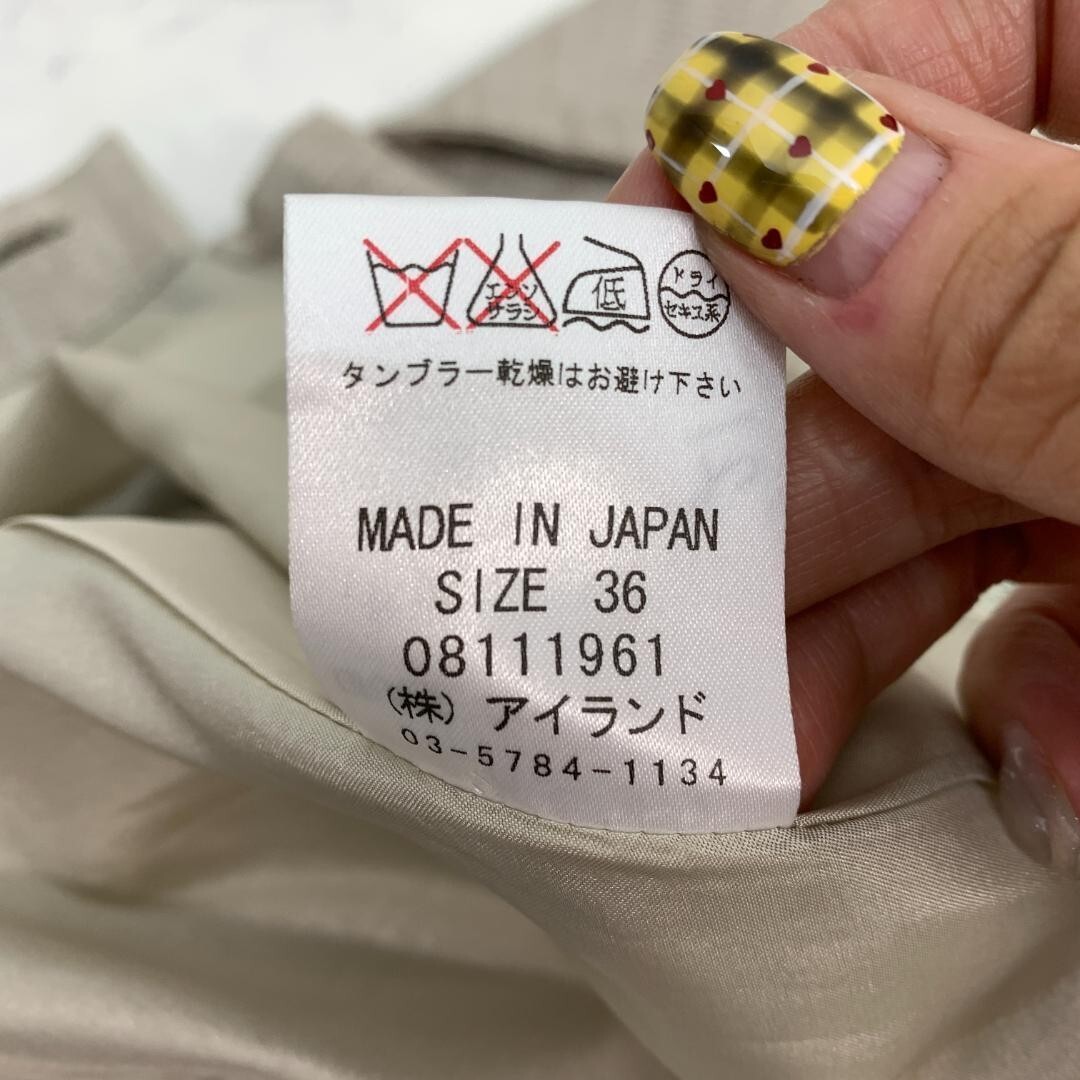 エンソ サラシ
低
ドライ
セキユ系
タンブラー乾燥はお避け下さい
MADE IN JAPAN
SIZE 36
08111961
(株) アイランド
03-5784-1134